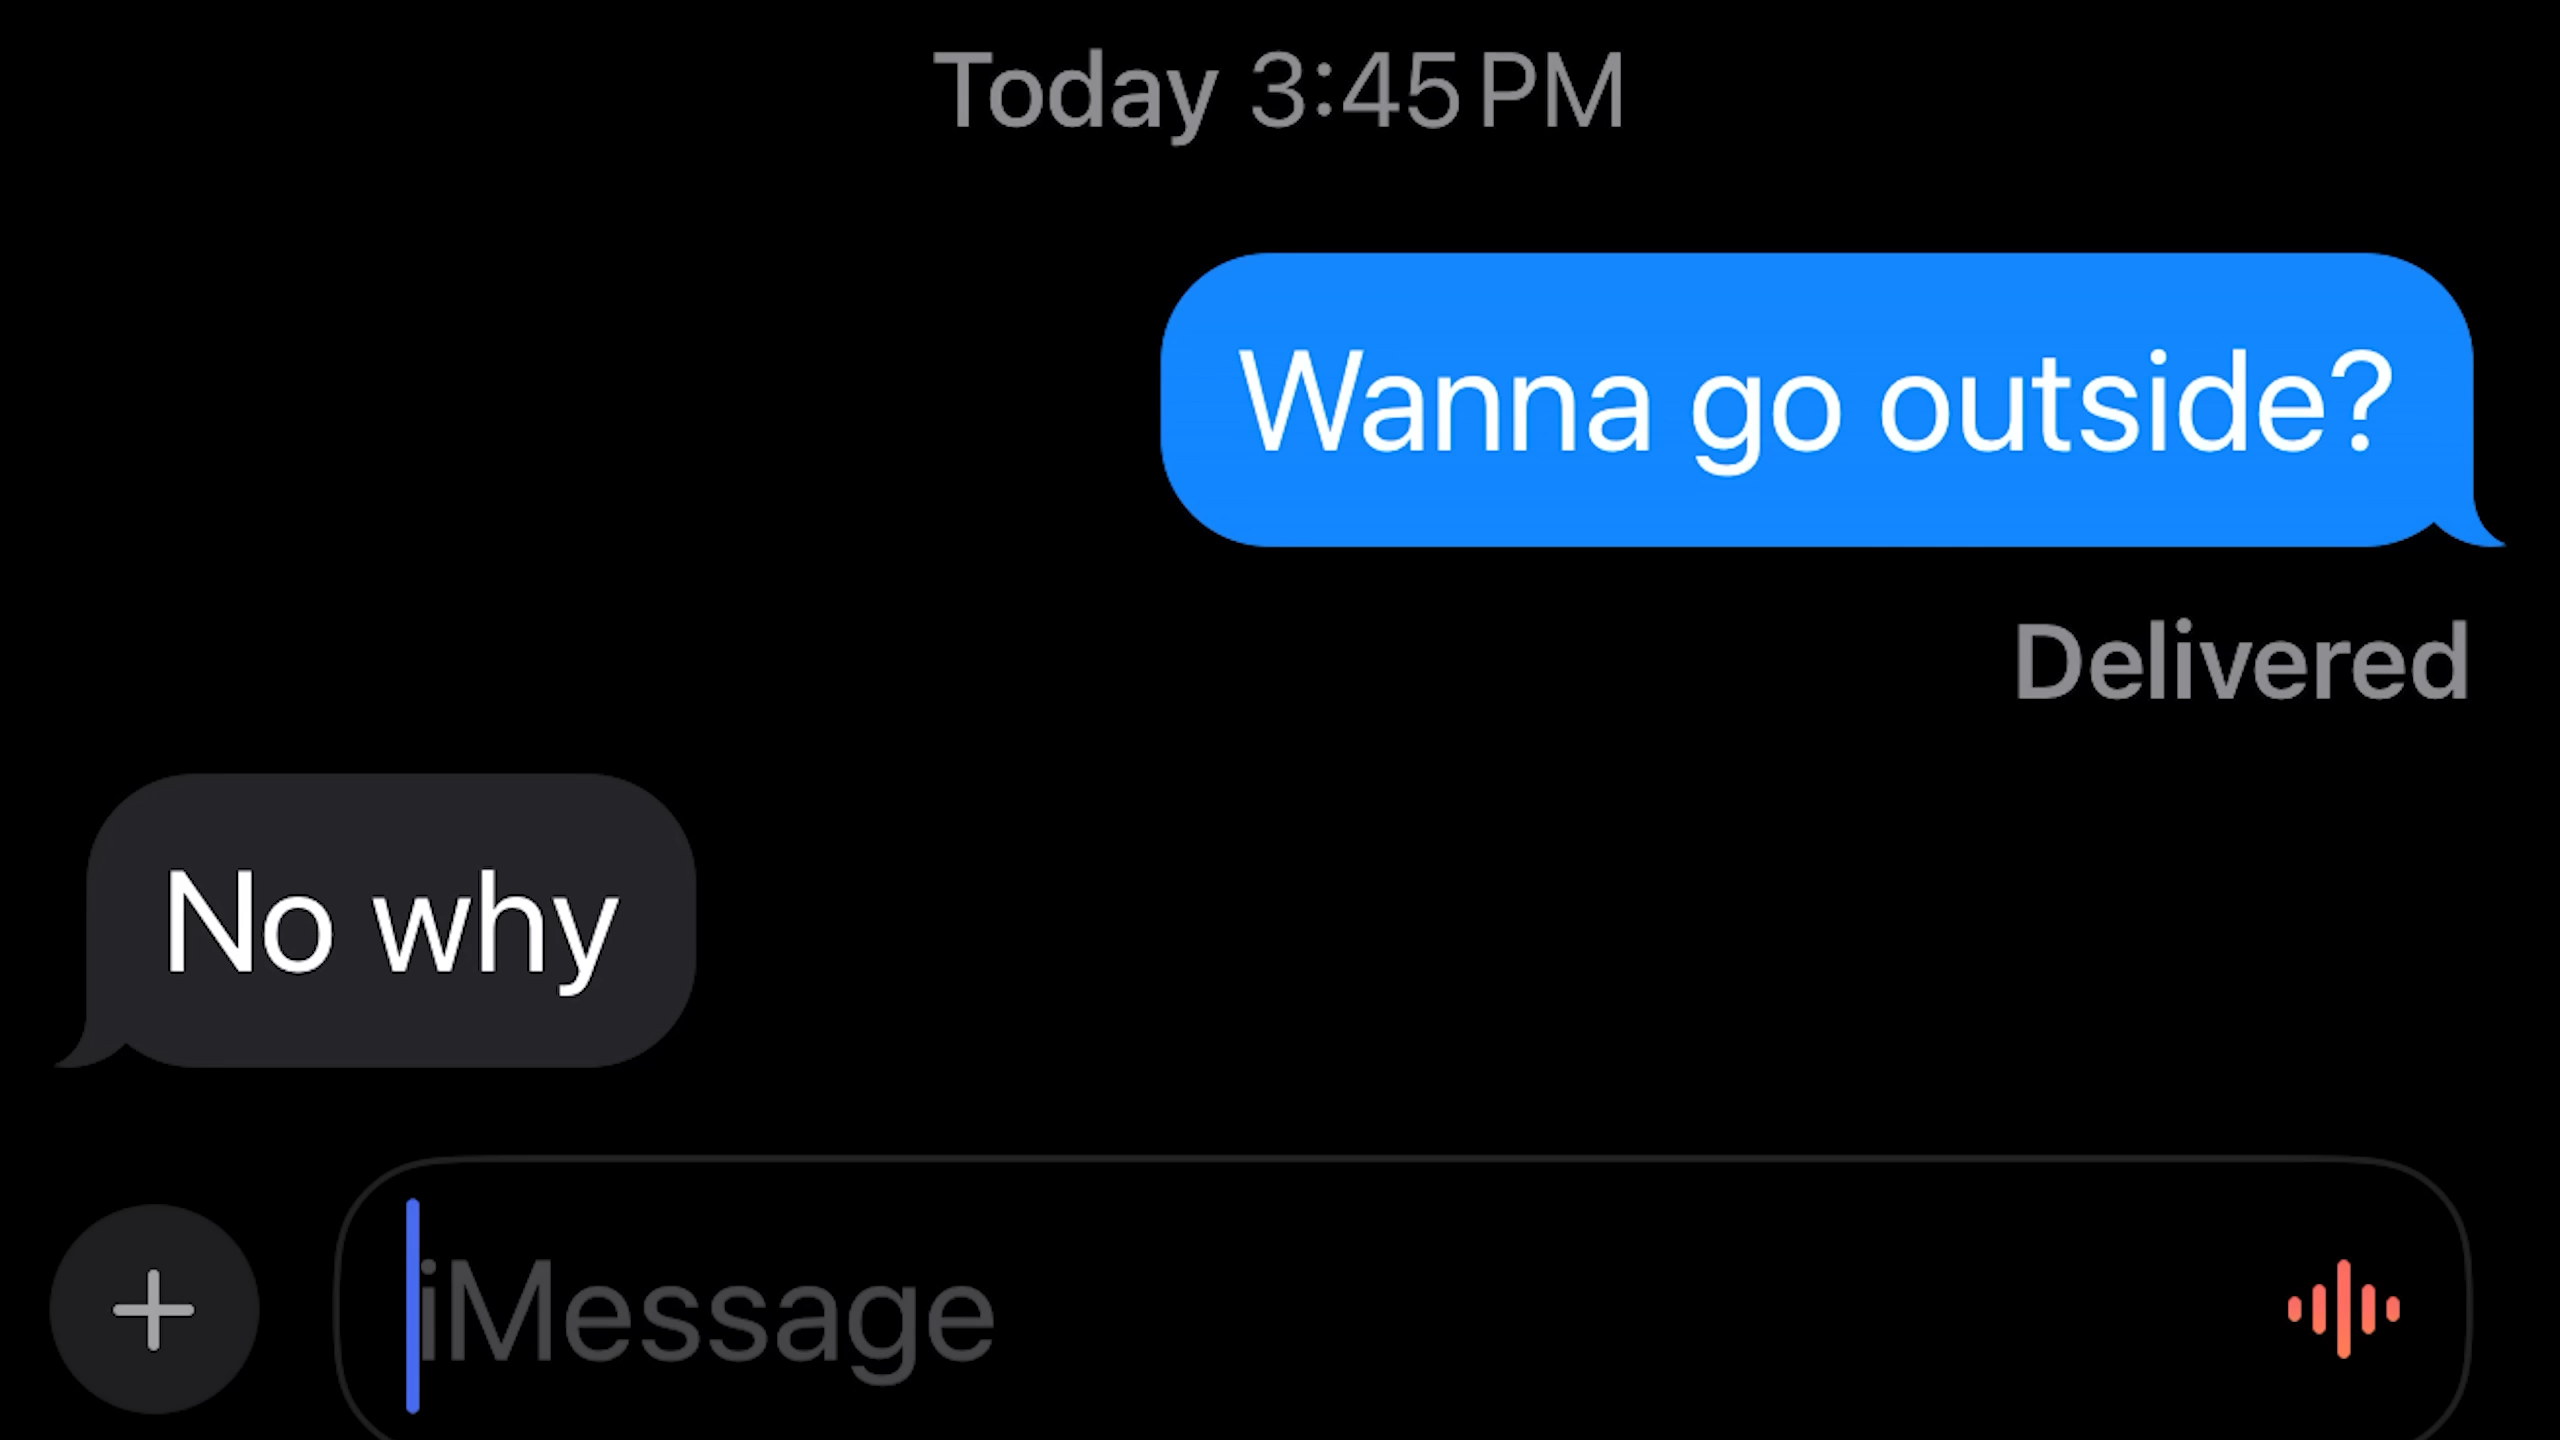 Today 3:45 PM
Wanna go outside?
Delivered
No why
iMessage